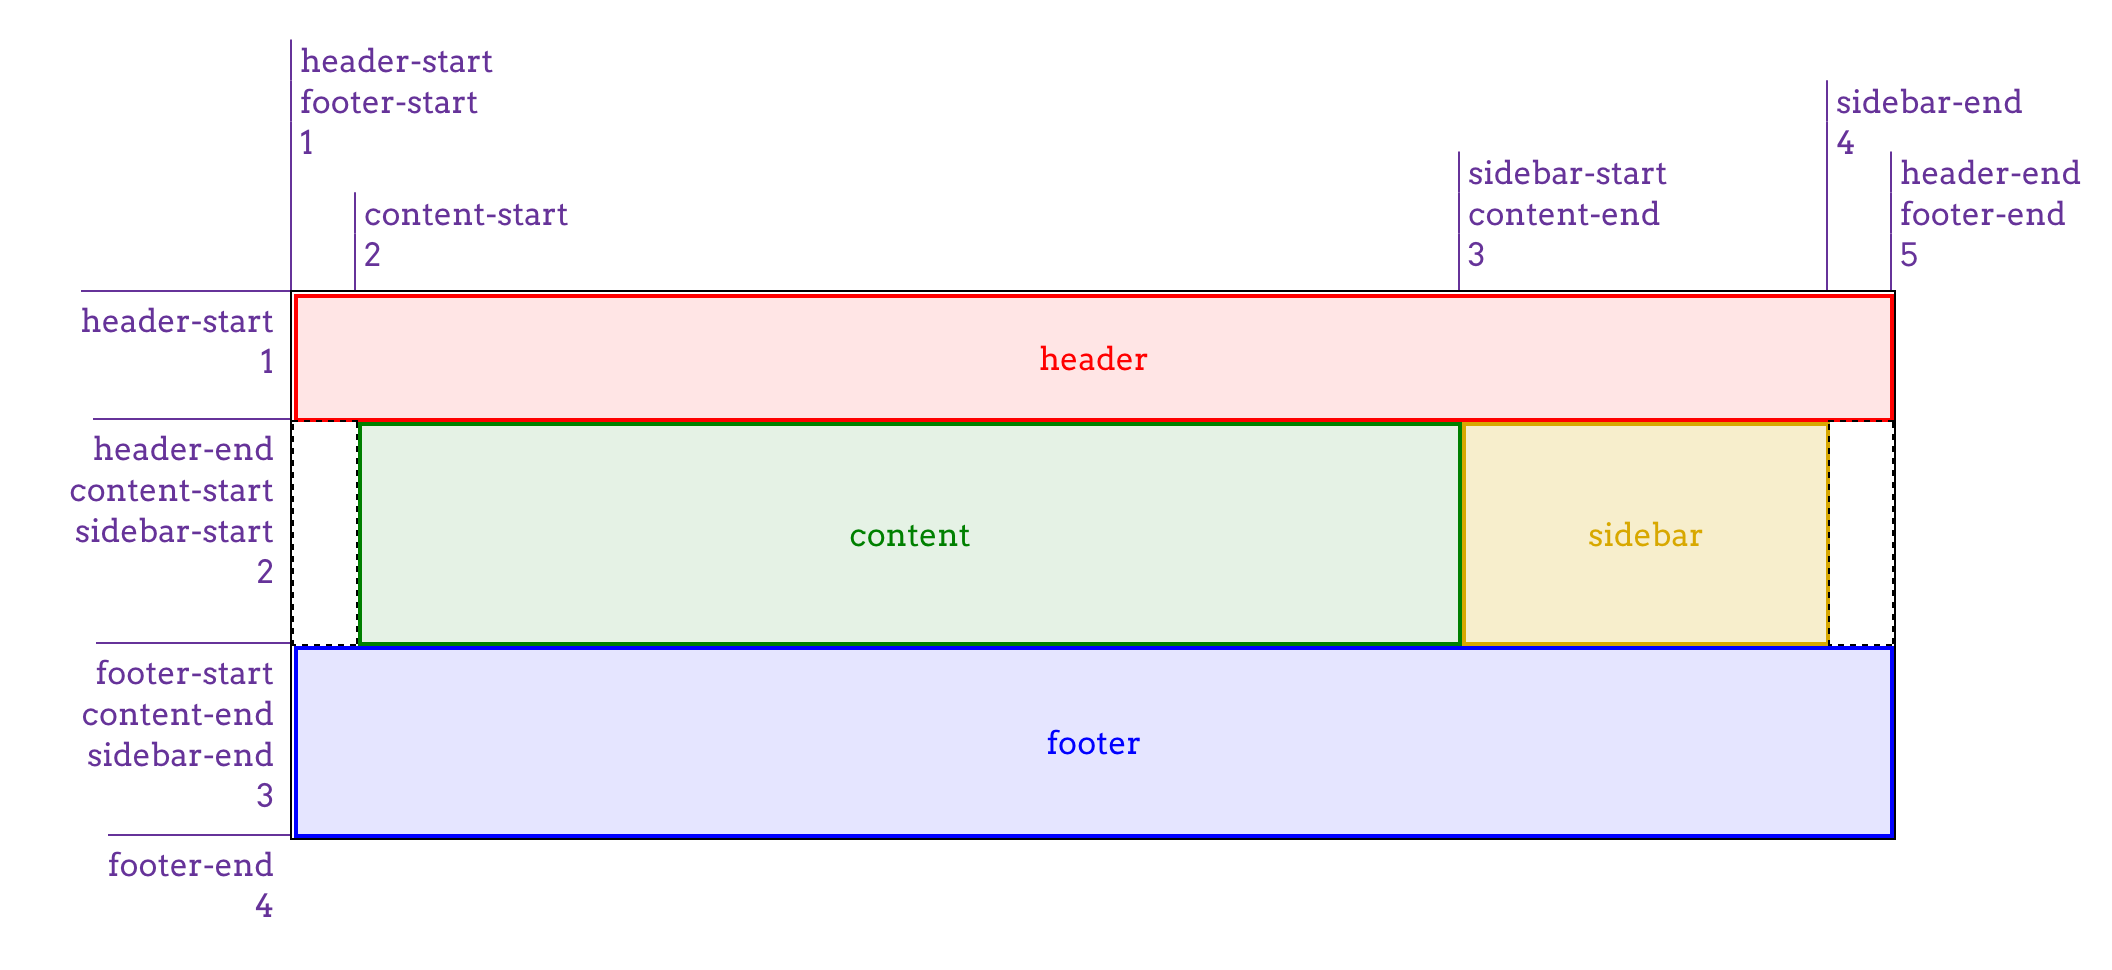 header-start
footer-start
1
content-start
2
sidebar-start
content-end
3
sidebar-end
4
header-end
footer-end
5
header-start
1
header
header-end
content-start
sidebar-start
2
content
sidebar
footer-start
content-end
sidebar-end
3
footer
footer-end
4